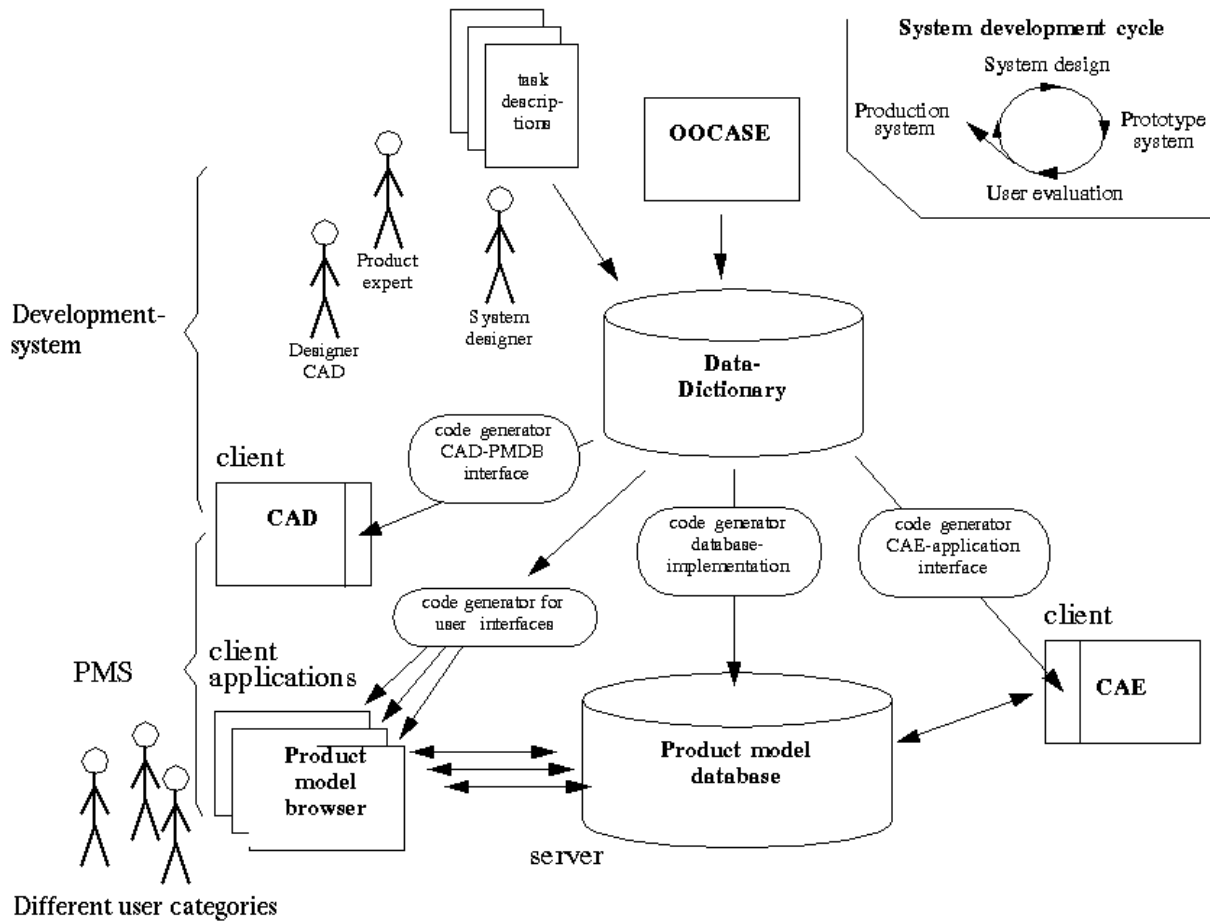 System development cycle
System design
Production
system
Prototype
system
User evaluation
task
descrip-
tions
OOCASE
Product
expert
System
designer
Designer
CAD
Development-
system
Data-
Dictionary
code generator
CAD-PMDB
interface
client
CAD
code generator
database-
implementation
code generator
CAE-application
interface
code generator for
user interfaces
client
CAE
PMS
client
applications
Product
model
browser
Product model
database
server
Different user categories